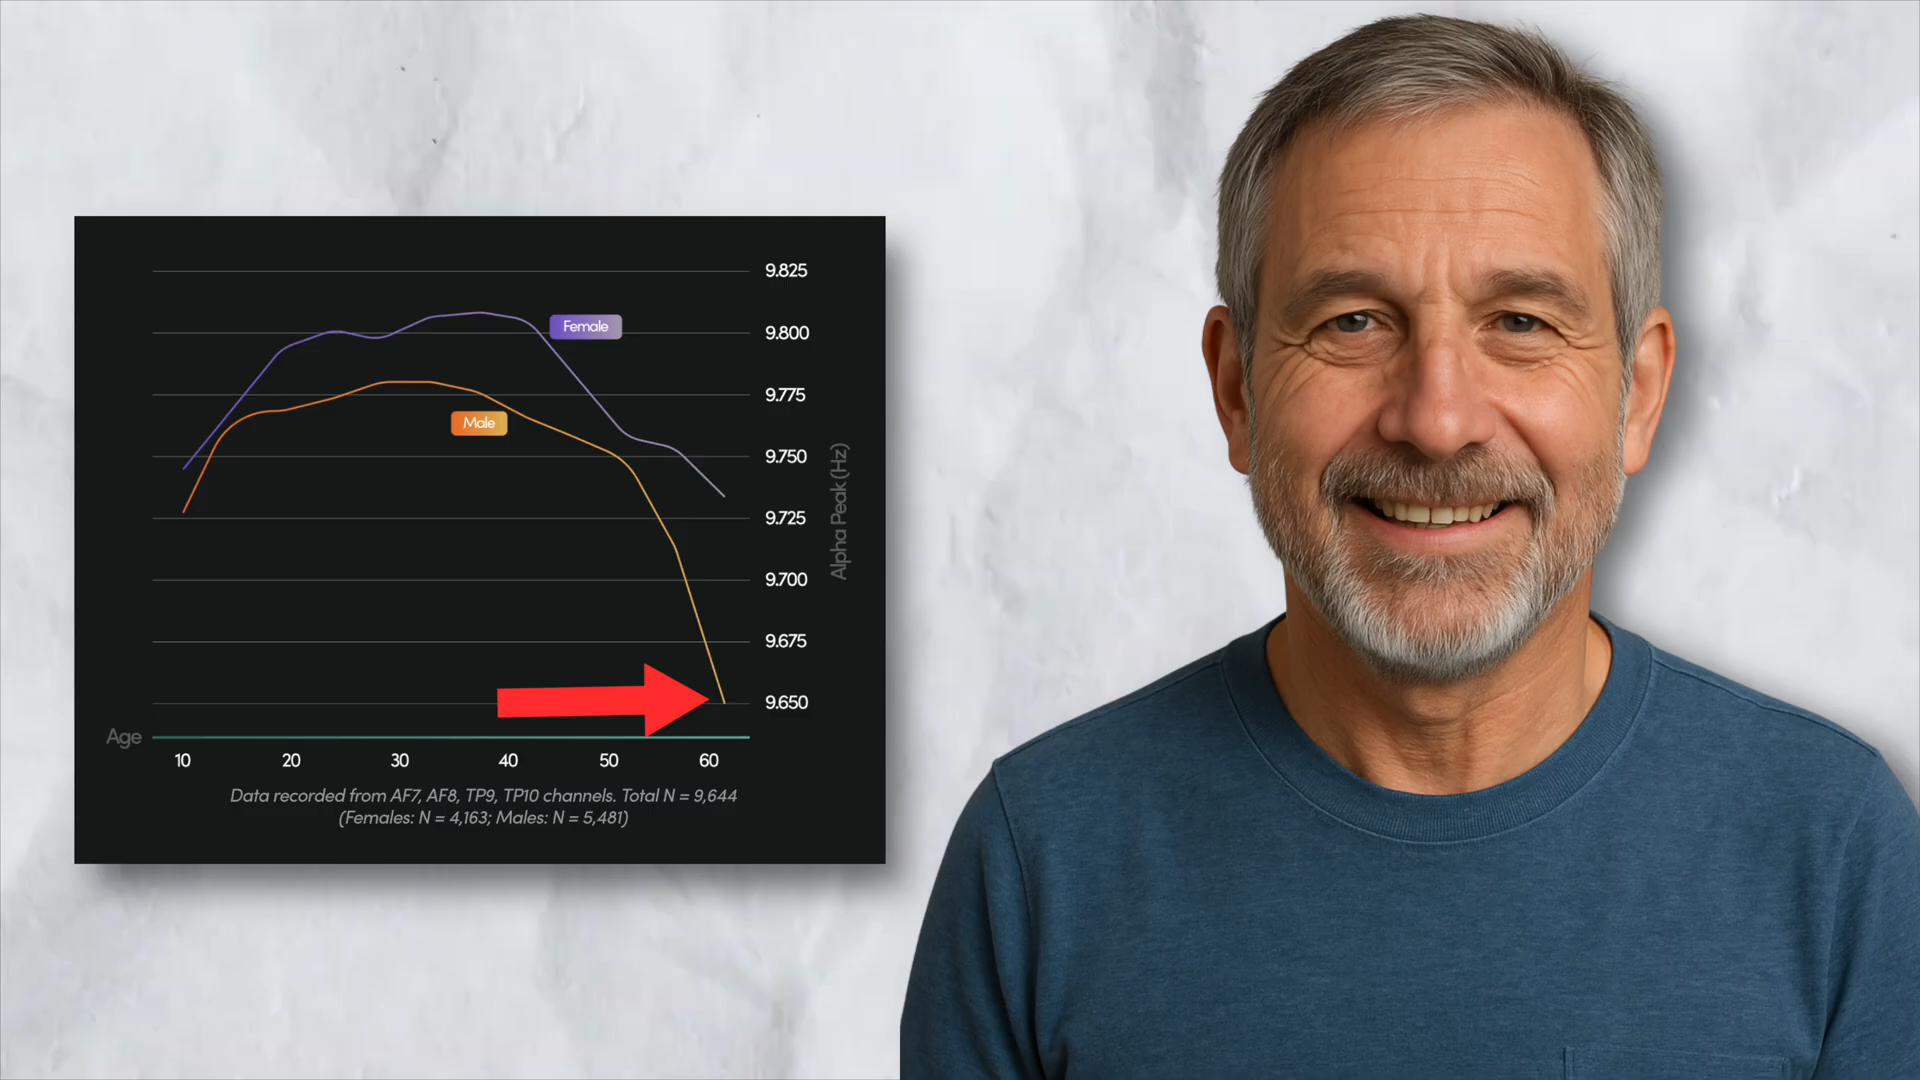 9.825
Female
9.800
9.775
Male
9.750
Alpha Peak (Hz)
9.725
9.700
9.675
9.650
Age
10 20 30 40 50 60
Data recorded from AF7, AF8, TP9, TP10 channels. Total N = 9,644
(Females: N = 4,163; Males: N = 5,481)